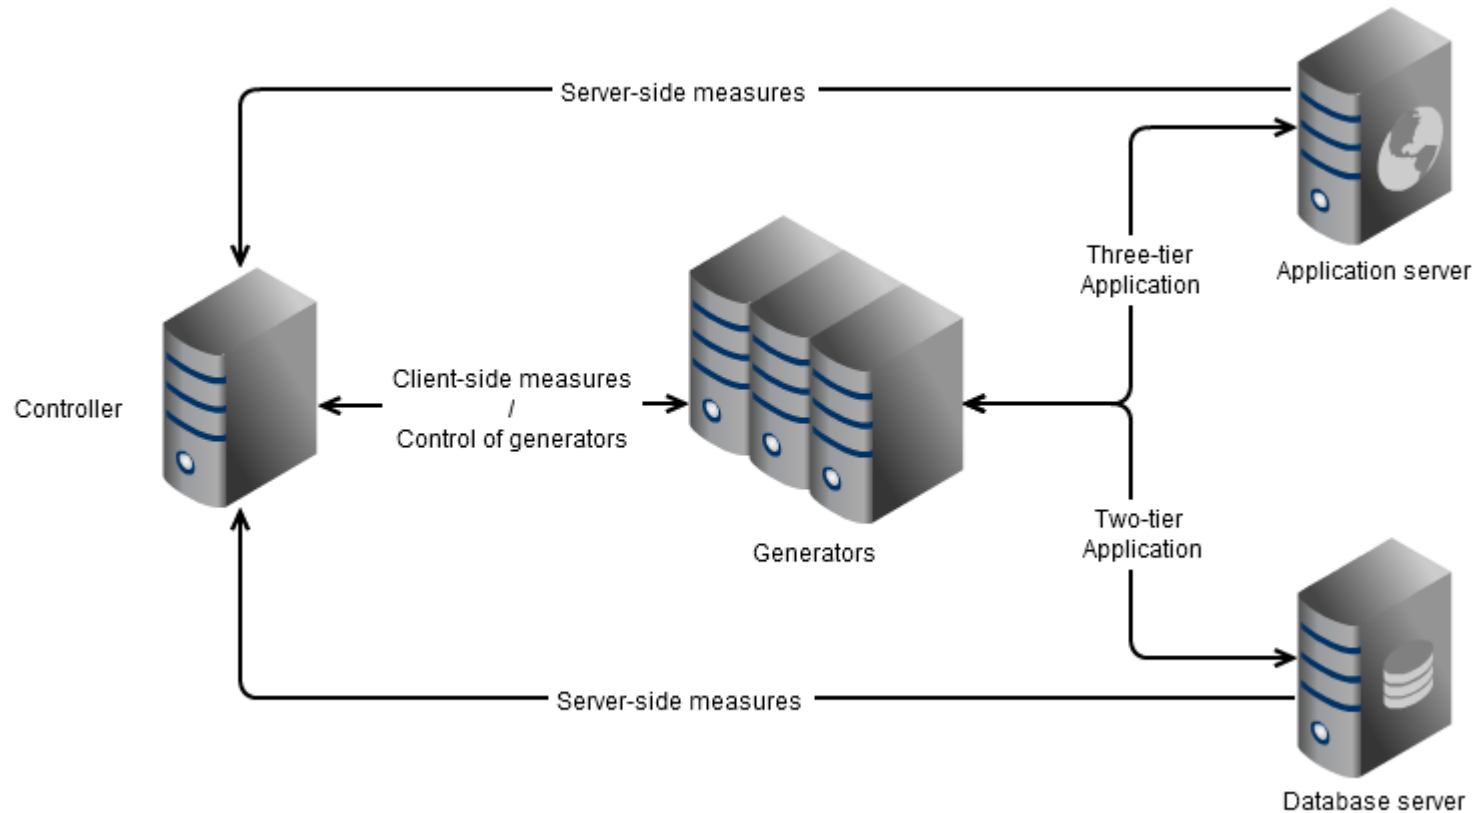 Server-side measures
Three-tier
Application
Application server
Client-side measures
/
Control of generators
Controller
Generators
Two-tier
Application
Server-side measures
Database server